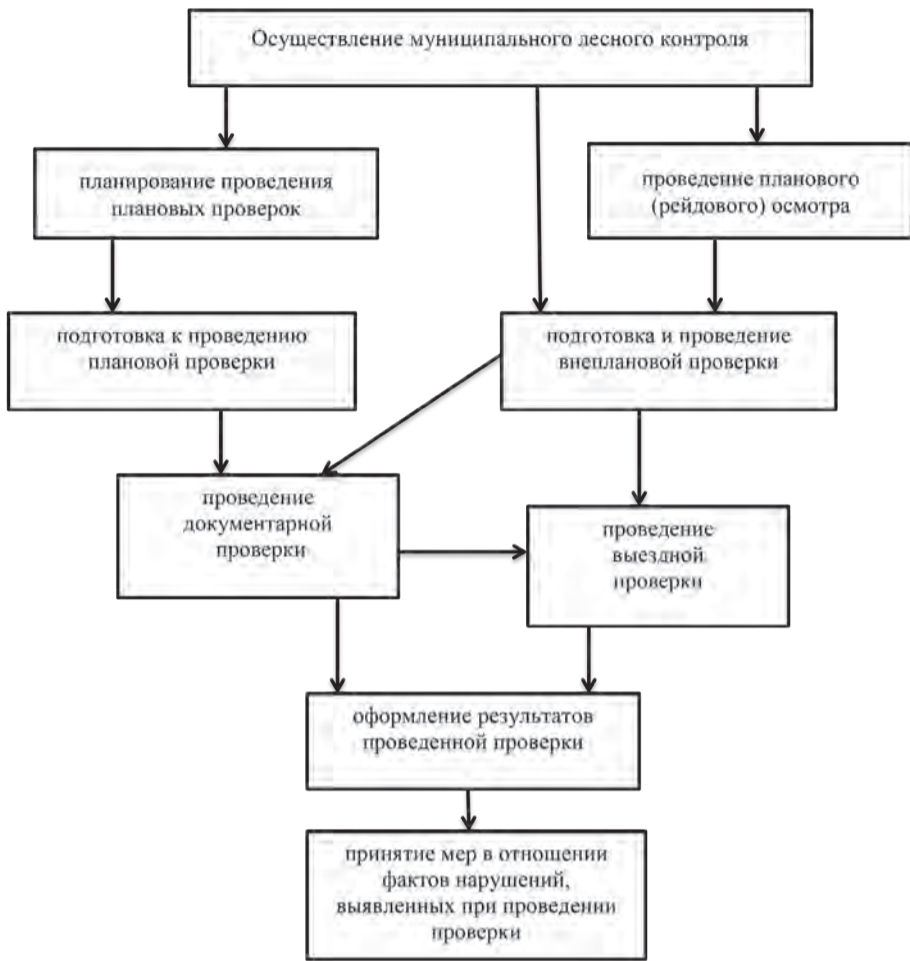 Осуществление муниципального лесного контроля
планирование проведения
плановых проверок
проведение планового
(рейдового) осмотра
подготовка к проведению
плановой проверки
подготовка и проведение
внеплановой проверки
проведение
документарной
проверки
проведение
выездной
проверки
оформление результатов
проведенной проверки
принятие мер в отношении
фактов нарушений,
выявленных при проведении
проверки